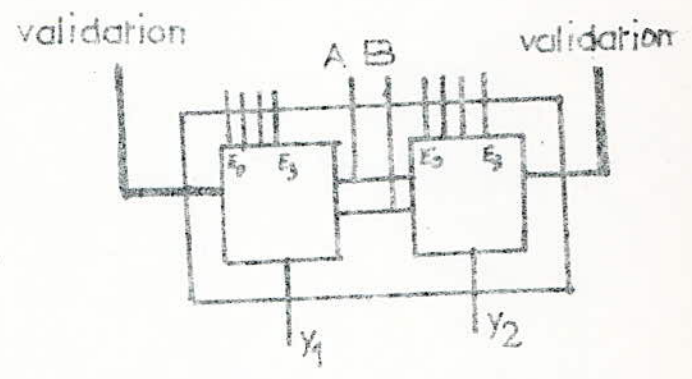 validation
A B
validation
E0 E3
E0 E3
y1
y2